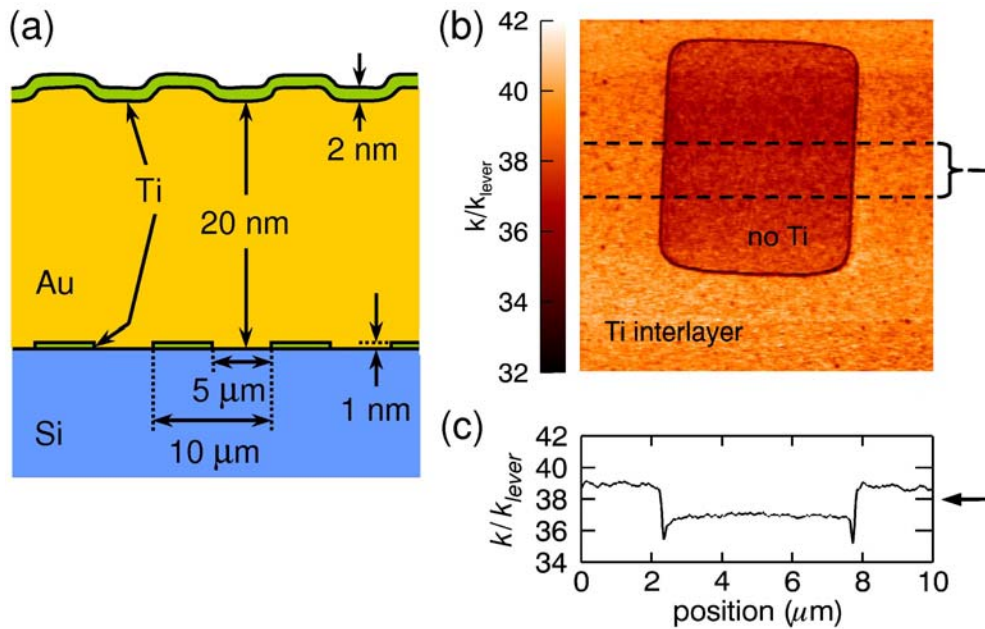 (a)
2 nm
Ti
20 nm
Au
5 μm
1 nm
10 μm
Si
(b)
42
40
38
36
34
32
k/k_lever
no Ti
Ti interlayer
(c)
42
40
38
36
34
k/k_lever
0 2 4 6 8 10
position (μm)